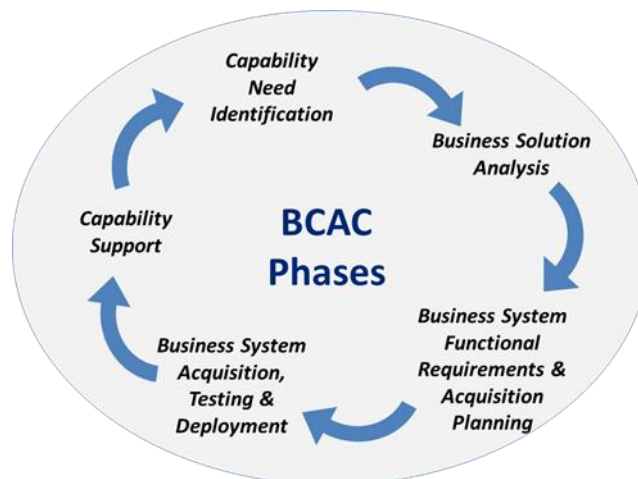 Capability
Need
Identification
Business Solution
Analysis
BCAC
Phases
Capability
Support
Business System
Functional
Requirements &
Acquisition
Planning
Business System
Acquisition,
Testing &
Deployment